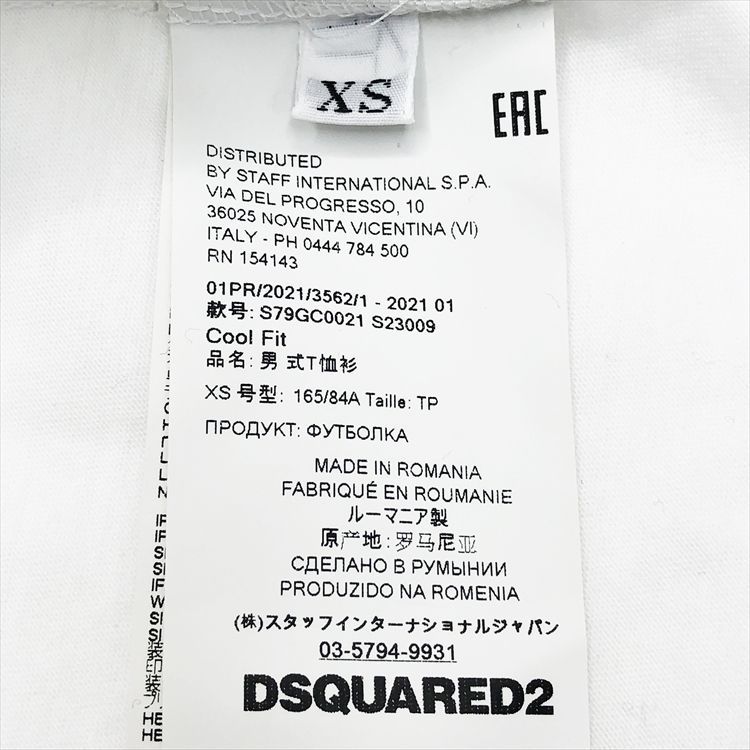 XS
EAC
DISTRIBUTED
BY STAFF INTERNATIONAL S.P.A.
VIA DEL PROGRESSO, 10
36025 NOVENTA VICENTINA (VI)
ITALY - PH 0444 784 500
RN 154143
01PR/2021/3562/1 - 2021 01
款号: S79GC0021 S23009
Cool Fit
品名: 男 式T恤衫
XS 号型: 165/84A Taille: TP
ПРОДУКТ: ФУТБОЛКА
MADE IN ROMANIA
FABRIQUÉ EN ROUMANIE
ルーマニア製
原产地: 罗马尼亚
СДЕЛАНО В РУМЫНИИ
PRODUZIDO NA ROMENIA
(株)スタッフインターナショナルジャパン
03-5794-9931
DSQUARED2